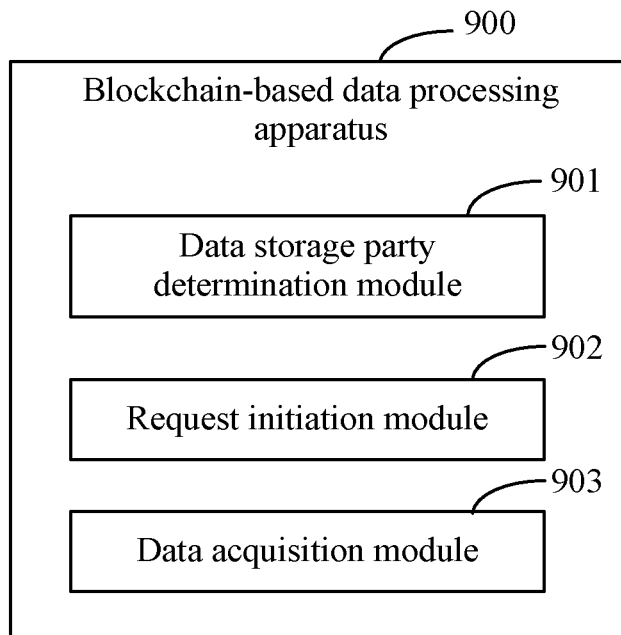 900
Blockchain-based data processing
apparatus
901
Data storage party
determination module
902
Request initiation module
903
Data acquisition module